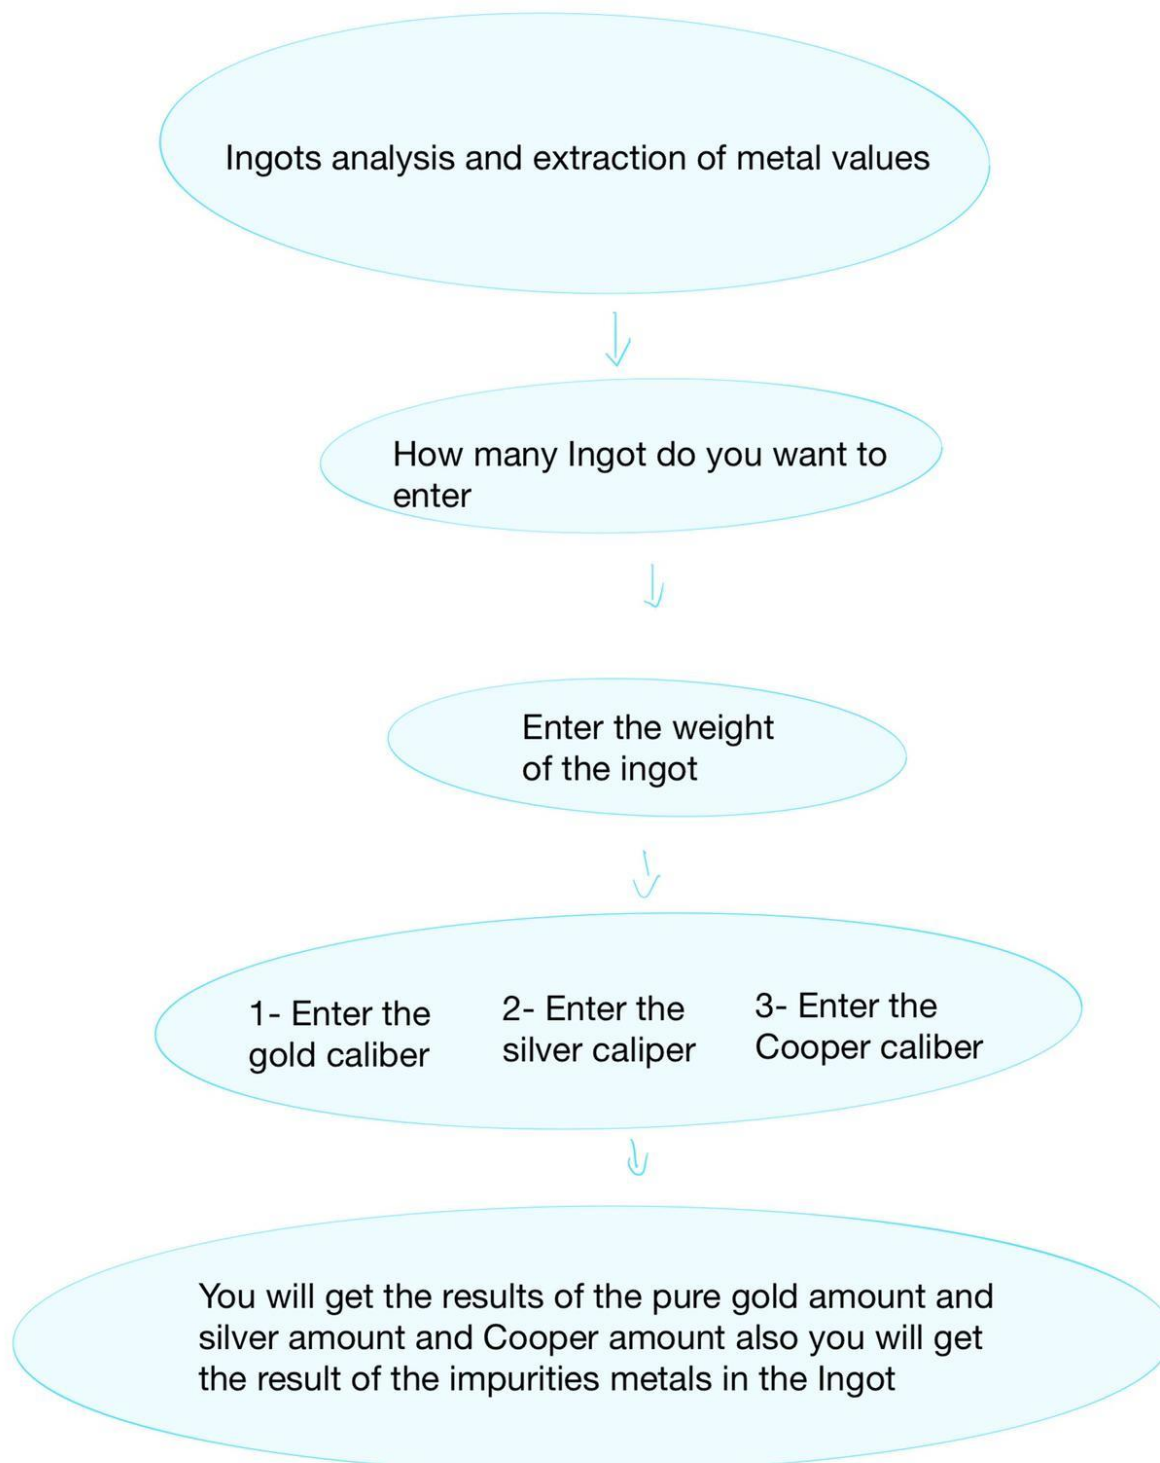 Ingots analysis and extraction of metal values
How many Ingot do you want to
enter
Enter the weight
of the ingot
1- Enter the
gold caliber
2- Enter the
silver caliper
3- Enter the
Cooper caliber
You will get the results of the pure gold amount and
silver amount and Cooper amount also you will get
the result of the impurities metals in the Ingot